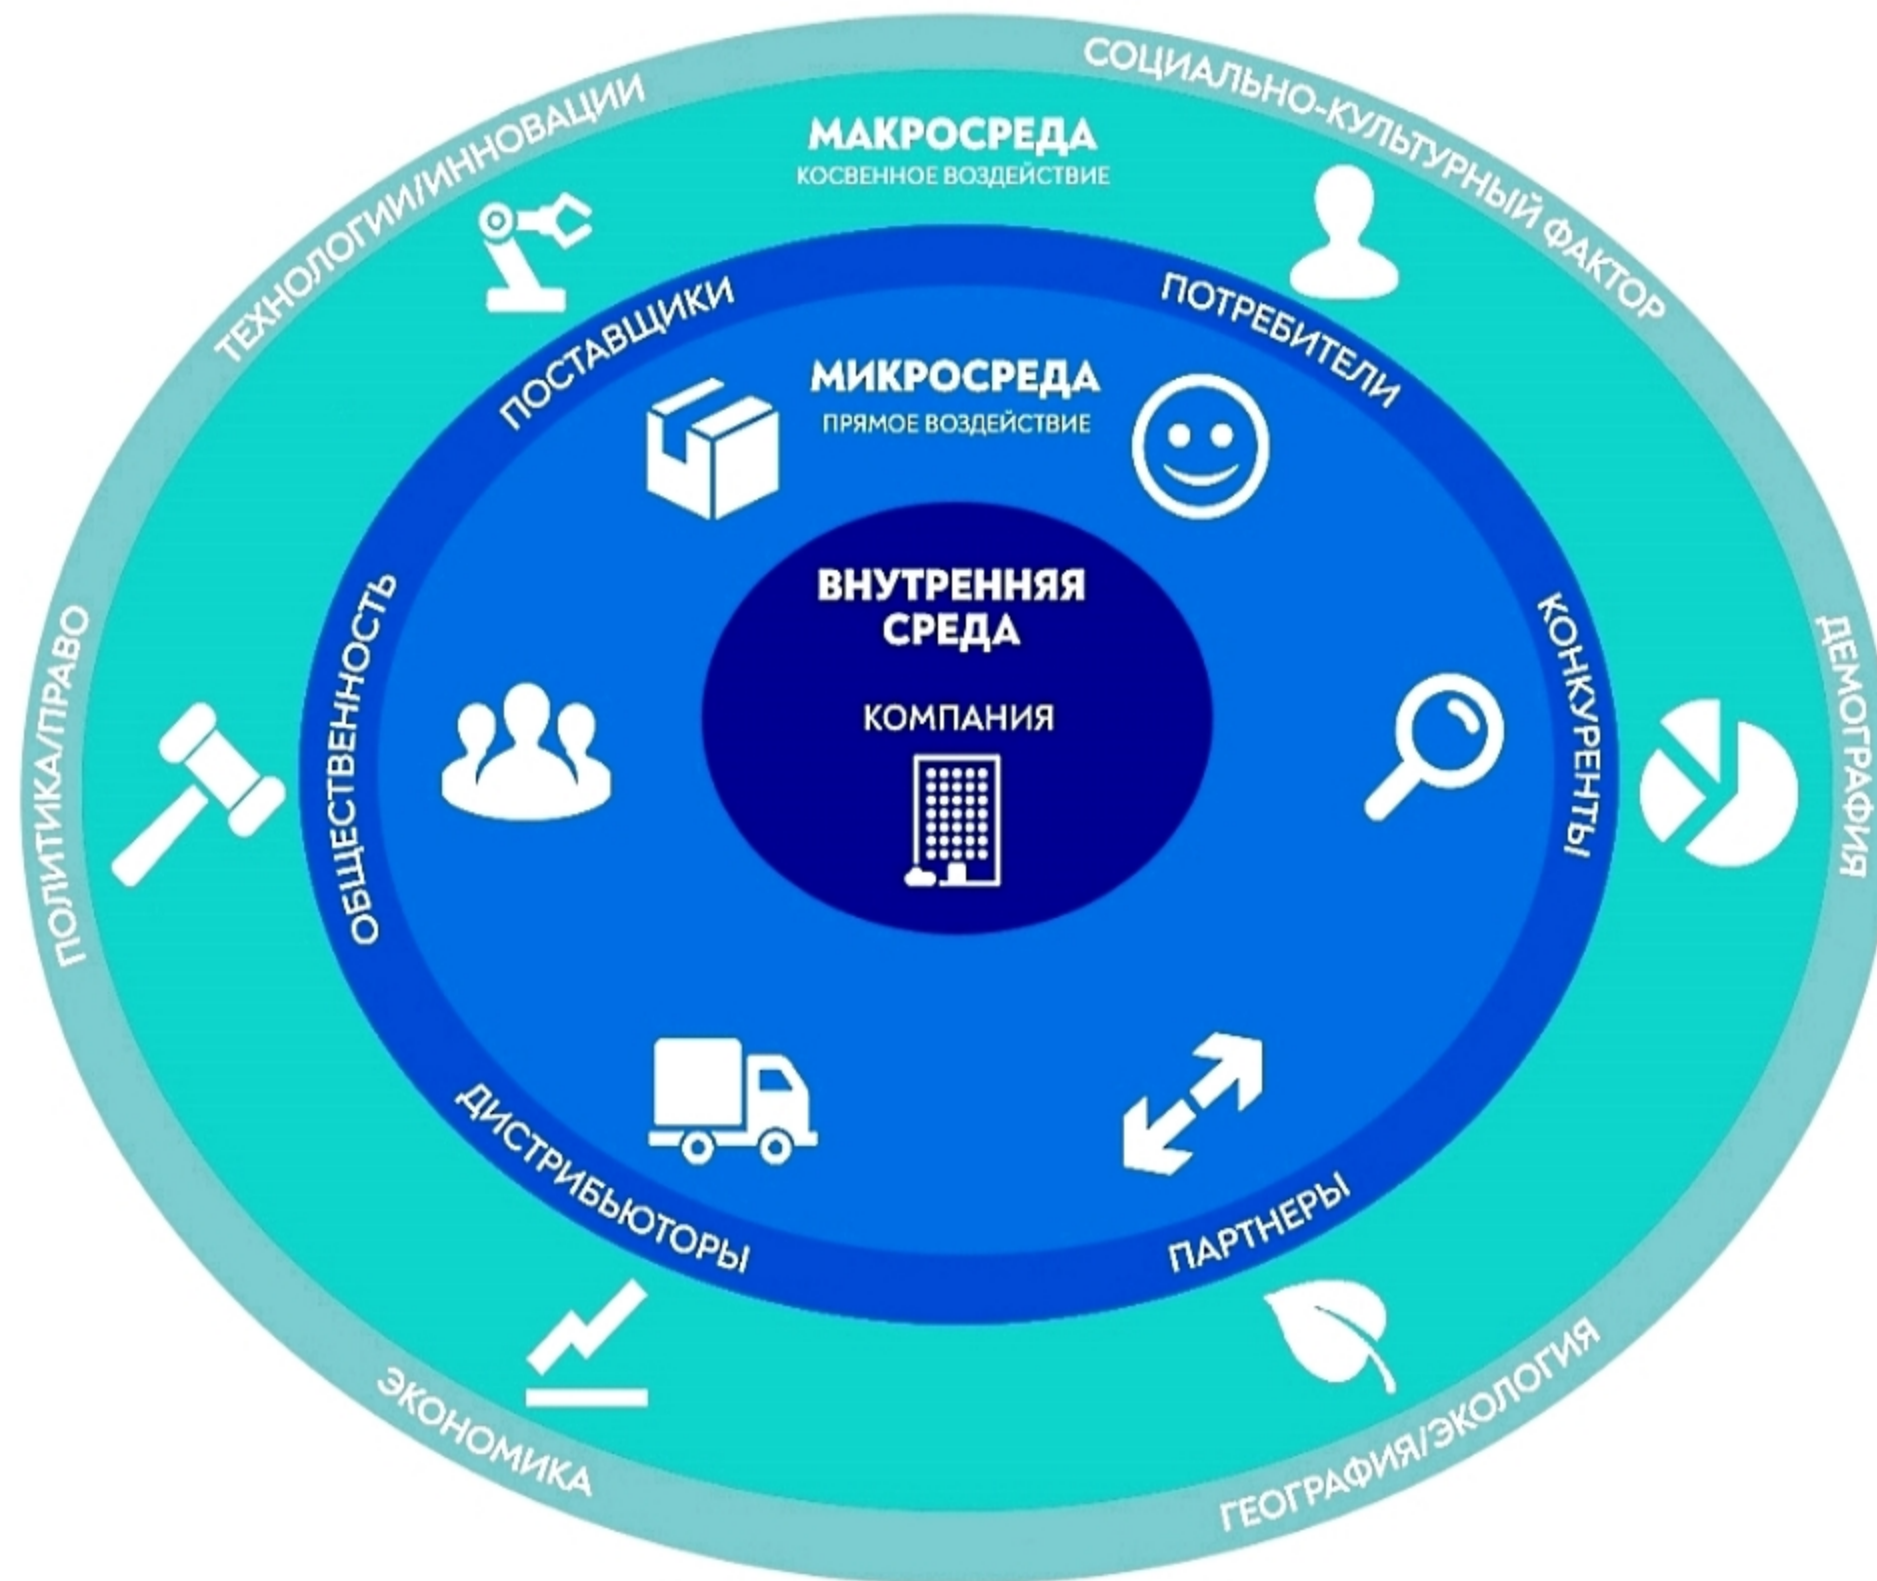 СОЦИАЛЬНО-КУЛЬТУРНЫЙ ФАКТОР
ТЕХНОЛОГИИ/ИННОВАЦИИ
МАКРОСРЕДА
КОСВЕННОЕ ВОЗДЕЙСТВИЕ
ПОСТАВЩИКИ
ПОТРЕБИТЕЛИ
МИКРОСРЕДА
ПРЯМОЕ ВОЗДЕЙСТВИЕ
ВНУТРЕННЯЯ
СРЕДА
КОМПАНИЯ
ПОЛИТИКА/ПРАВО
ОБЩЕСТВЕННОСТЬ
КОНКУРЕНТЫ
ДЕМОГРАФИЯ
ДИСТРИБЬЮТОРЫ
ПАРТНЕРЫ
ЭКОНОМИКА
ГЕОГРАФИЯ/ЭКОЛОГИЯ